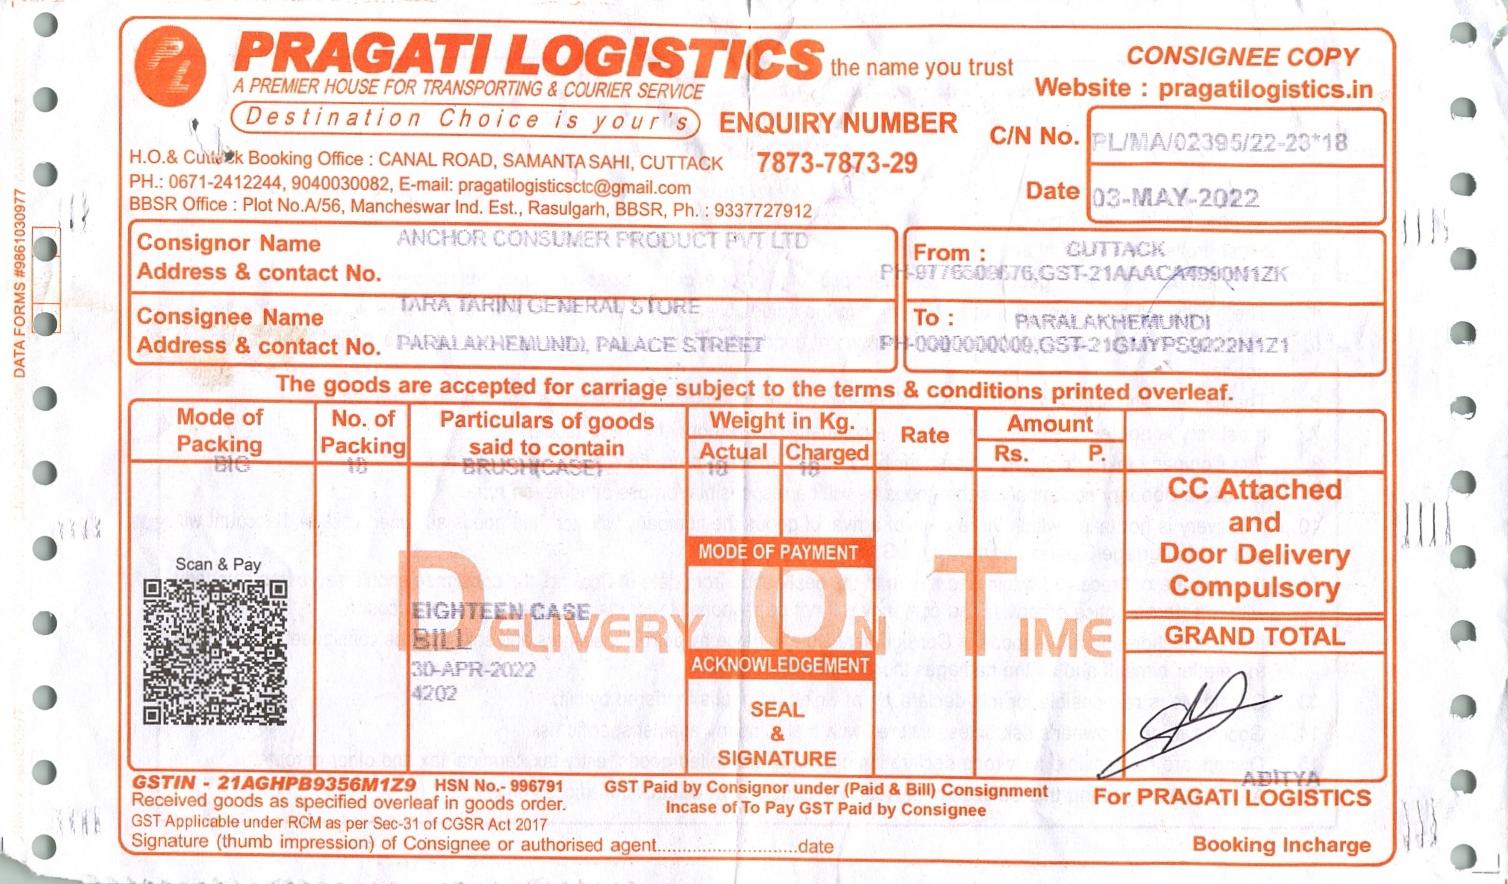 PRAGATI LOGISTICS the name you trust
A PREMIER HOUSE FOR TRANSPORTING & COURIER SERVICE
Destination Choice is your's
CONSIGNEE COPY
Website : pragatilogistics.in
ENQUIRY NUMBER
7873-7873-29
C/N No. PL/MA/02395/22-23*18
Date 03-MAY-2022
H.O.& Cuttack Booking Office : CANAL ROAD, SAMANTA SAHI, CUTTACK
PH.: 0671-2412244, 9040030082, E-mail: pragatilogisticsctc@gmail.com
BBSR Office : Plot No.A/56, Mancheswar Ind. Est., Rasulgarh, BBSR, Ph. : 9337727912
DATA FORMS #9861030977
Consignor Name ANCHOR CONSUMER PRODUCT PVT LTD
Address & contact No.
From : CUTTACK
PH-9776509676,GST-21AAACA4990N1ZK
Consignee Name TARA TARINI GENERAL STORE
Address & contact No. PARALAKHEMUNDI, PALACE STREET
To : PARALAKHEMUNDI
PH-0000000009,GST-21GMYPS9222N1Z1
The goods are accepted for carriage subject to the terms & conditions printed overleaf.
Mode of Packing
No. of Packing
Particulars of goods said to contain
Weight in Kg.
Actual Charged
Rate
Amount
Rs. P.
BIG 18 BRUSH(CASE) 18 18
CC Attached
and
Door Delivery
Compulsory
Scan & Pay
MODE OF PAYMENT
DELIVERY ON TIME
EIGHTEEN CASE
BILL
30-APR-2022
4202
GRAND TOTAL
ACKNOWLEDGEMENT
SEAL
&
SIGNATURE
ADITYA
GSTIN - 21AGHPB9356M1Z9 HSN No.- 996791 GST Paid by Consignor under (Paid & Bill) Consignment
Received goods as specified overleaf in goods order. Incase of To Pay GST Paid by Consignee
For PRAGATI LOGISTICS
GST Applicable under RCM as per Sec-31 of CGSR Act 2017
Signature (thumb impression) of Consignee or authorised agent..........................date
Booking Incharge